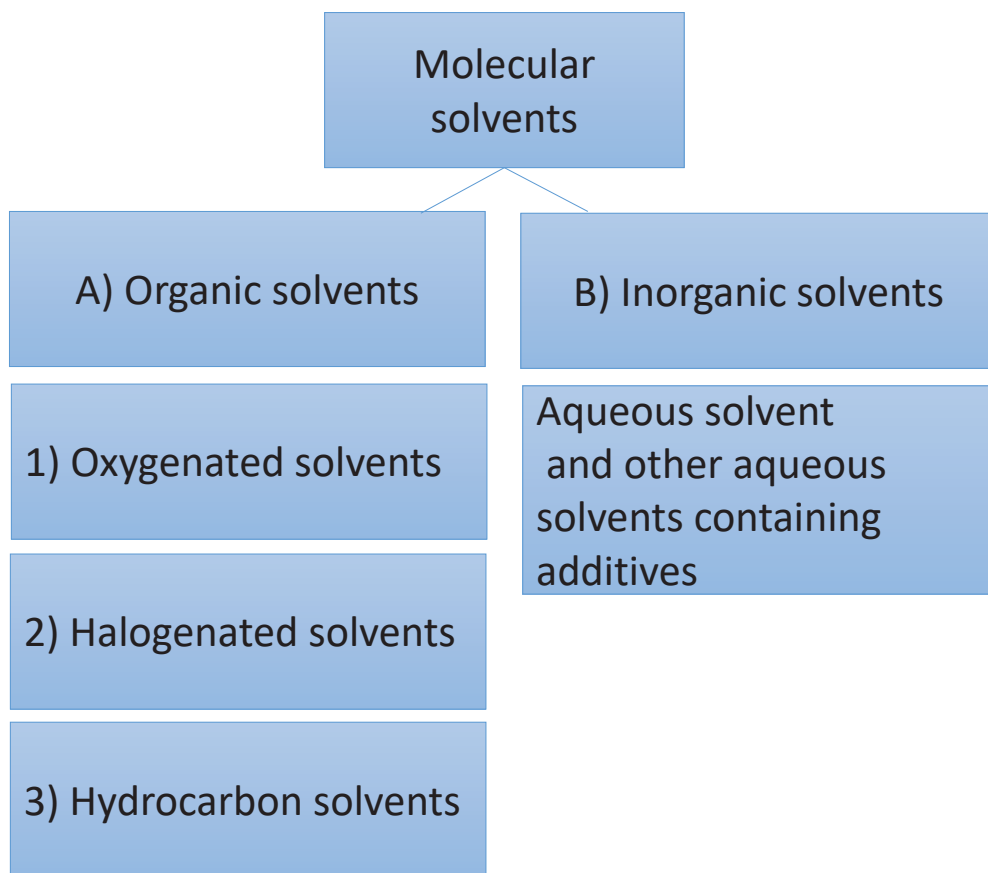 Molecular
solvents
A) Organic solvents
B) Inorganic solvents
1) Oxygenated solvents
2) Halogenated solvents
3) Hydrocarbon solvents
Aqueous solvent
and other aqueous
solvents containing
additives